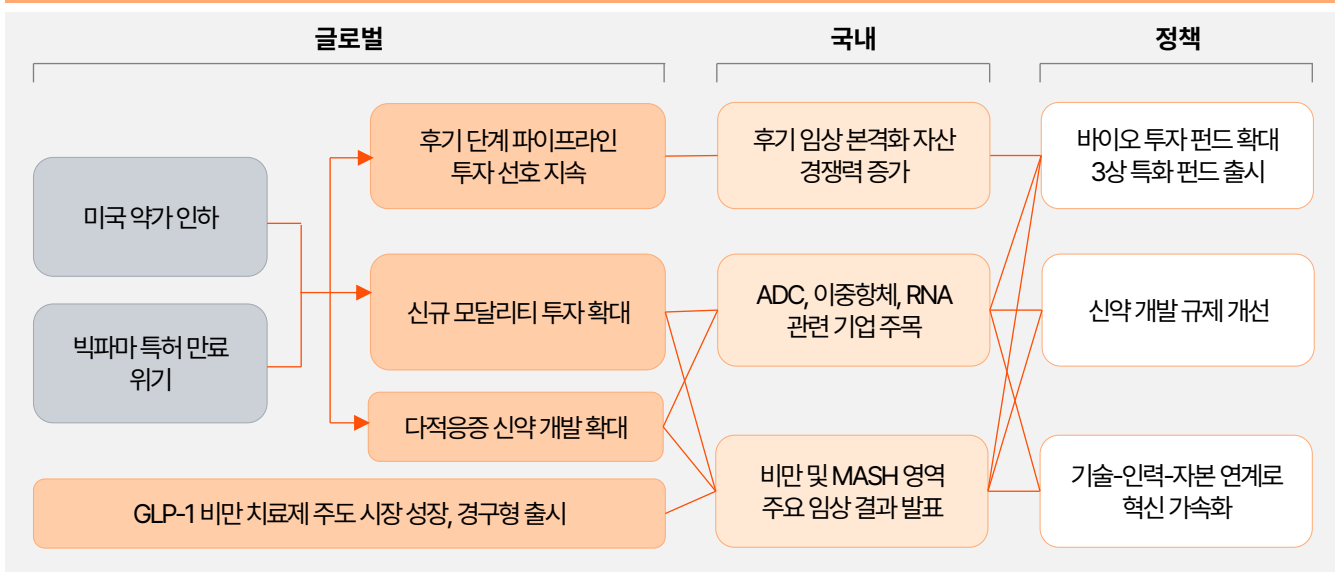 글로벌
국내
정책
미국 약가 인하
빅파마 특허 만료
위기
후기 단계 파이프라인
투자 선호 지속
신규 모달리티 투자 확대
다적응증 신약 개발 확대
GLP-1 비만 치료제 주도 시장 성장, 경구형 출시
후기 임상 본격화 자산
경쟁력 증가
ADC, 이중항체, RNA
관련 기업 주목
비만 및 MASH 영역
주요 임상 결과 발표
바이오 투자 펀드 확대
3상 특화 펀드 출시
신약 개발 규제 개선
기술-인력-자본 연계로
혁신 가속화